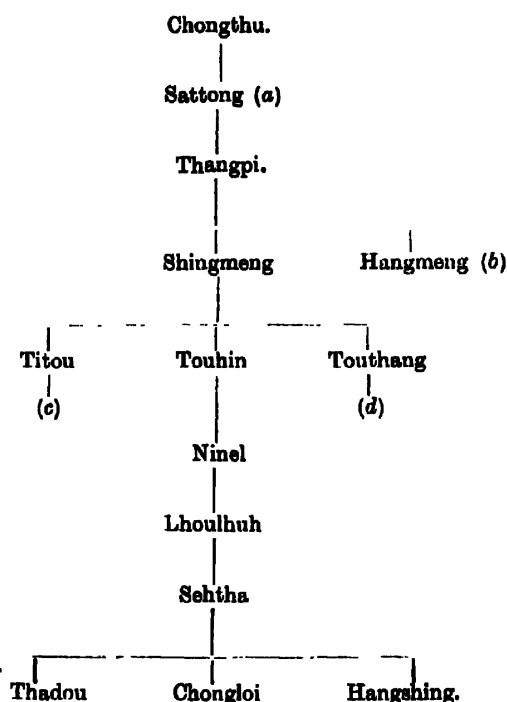 Chongthu.
Sattong (a)
Thangpi.
Shingmeng Hangmeng (b)
Titou Touhin Touthang
(c) (d)
Ninel
Lhoulhuh
Sehtha
Thadou Chongloi Hangshing.